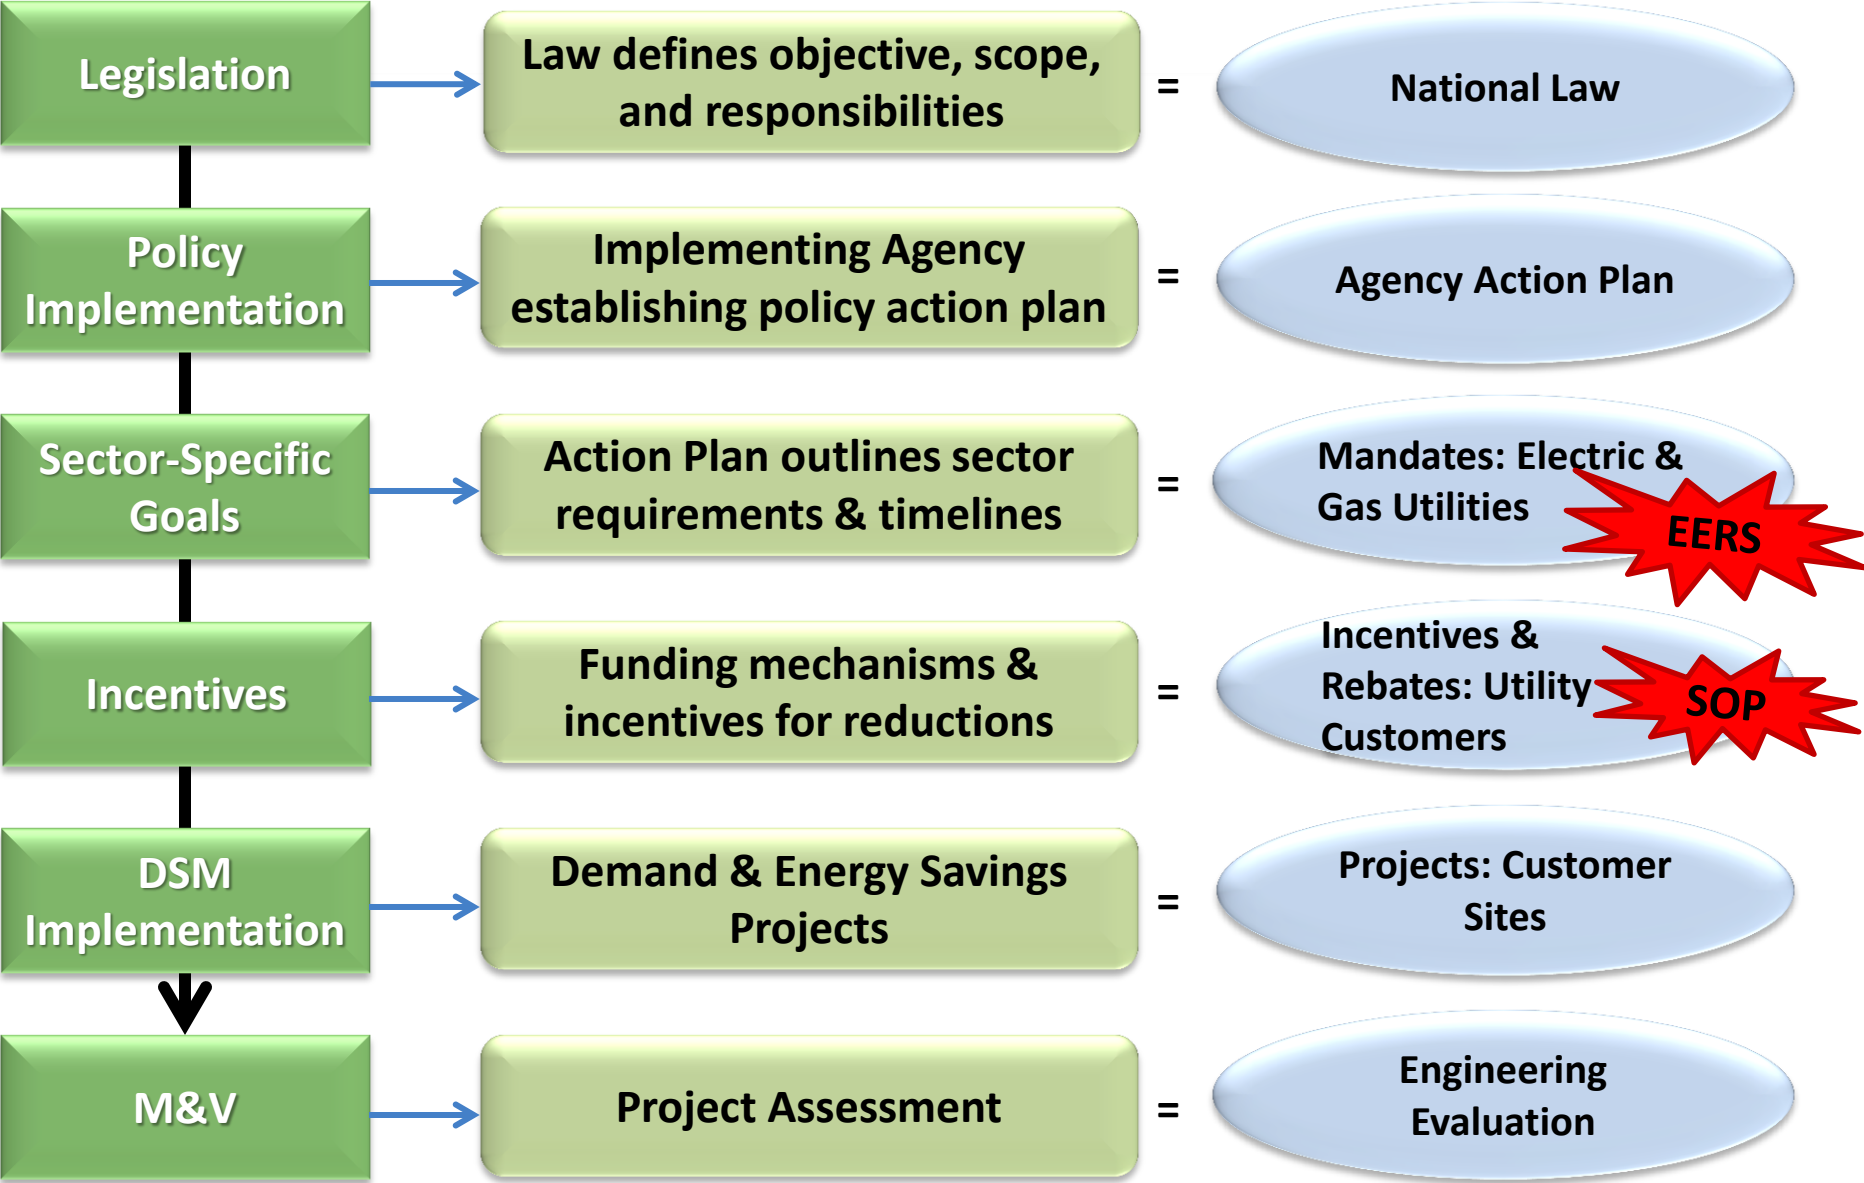 Legislation
Law defines objective, scope,
and responsibilities
=
National Law
Policy
Implementation
Implementing Agency
establishing policy action plan
=
Agency Action Plan
Sector-Specific
Goals
Action Plan outlines sector
requirements & timelines
=
Mandates: Electric &
Gas Utilities
EERS
Incentives
Funding mechanisms &
incentives for reductions
=
Incentives &
Rebates: Utility
Customers
SOP
DSM
Implementation
Demand & Energy Savings
Projects
=
Projects: Customer
Sites
M&V
Project Assessment
=
Engineering
Evaluation